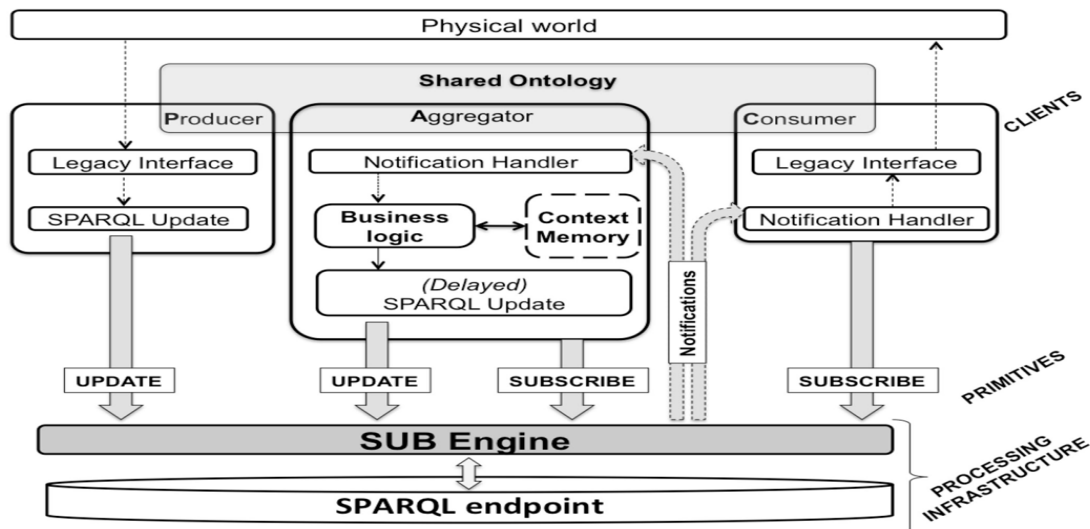 Physical world
Shared Ontology
Producer
Aggregator
Consumer
CLIENTS
Legacy Interface
SPARQL Update
Notification Handler
Business
logic
Context
Memory
(Delayed)
SPARQL Update
Legacy Interface
Notification Handler
Notifications
UPDATE
UPDATE
SUBSCRIBE
SUBSCRIBE
PRIMITIVES
SUB Engine
SPARQL endpoint
PROCESSING
INFRASTRUCTURE